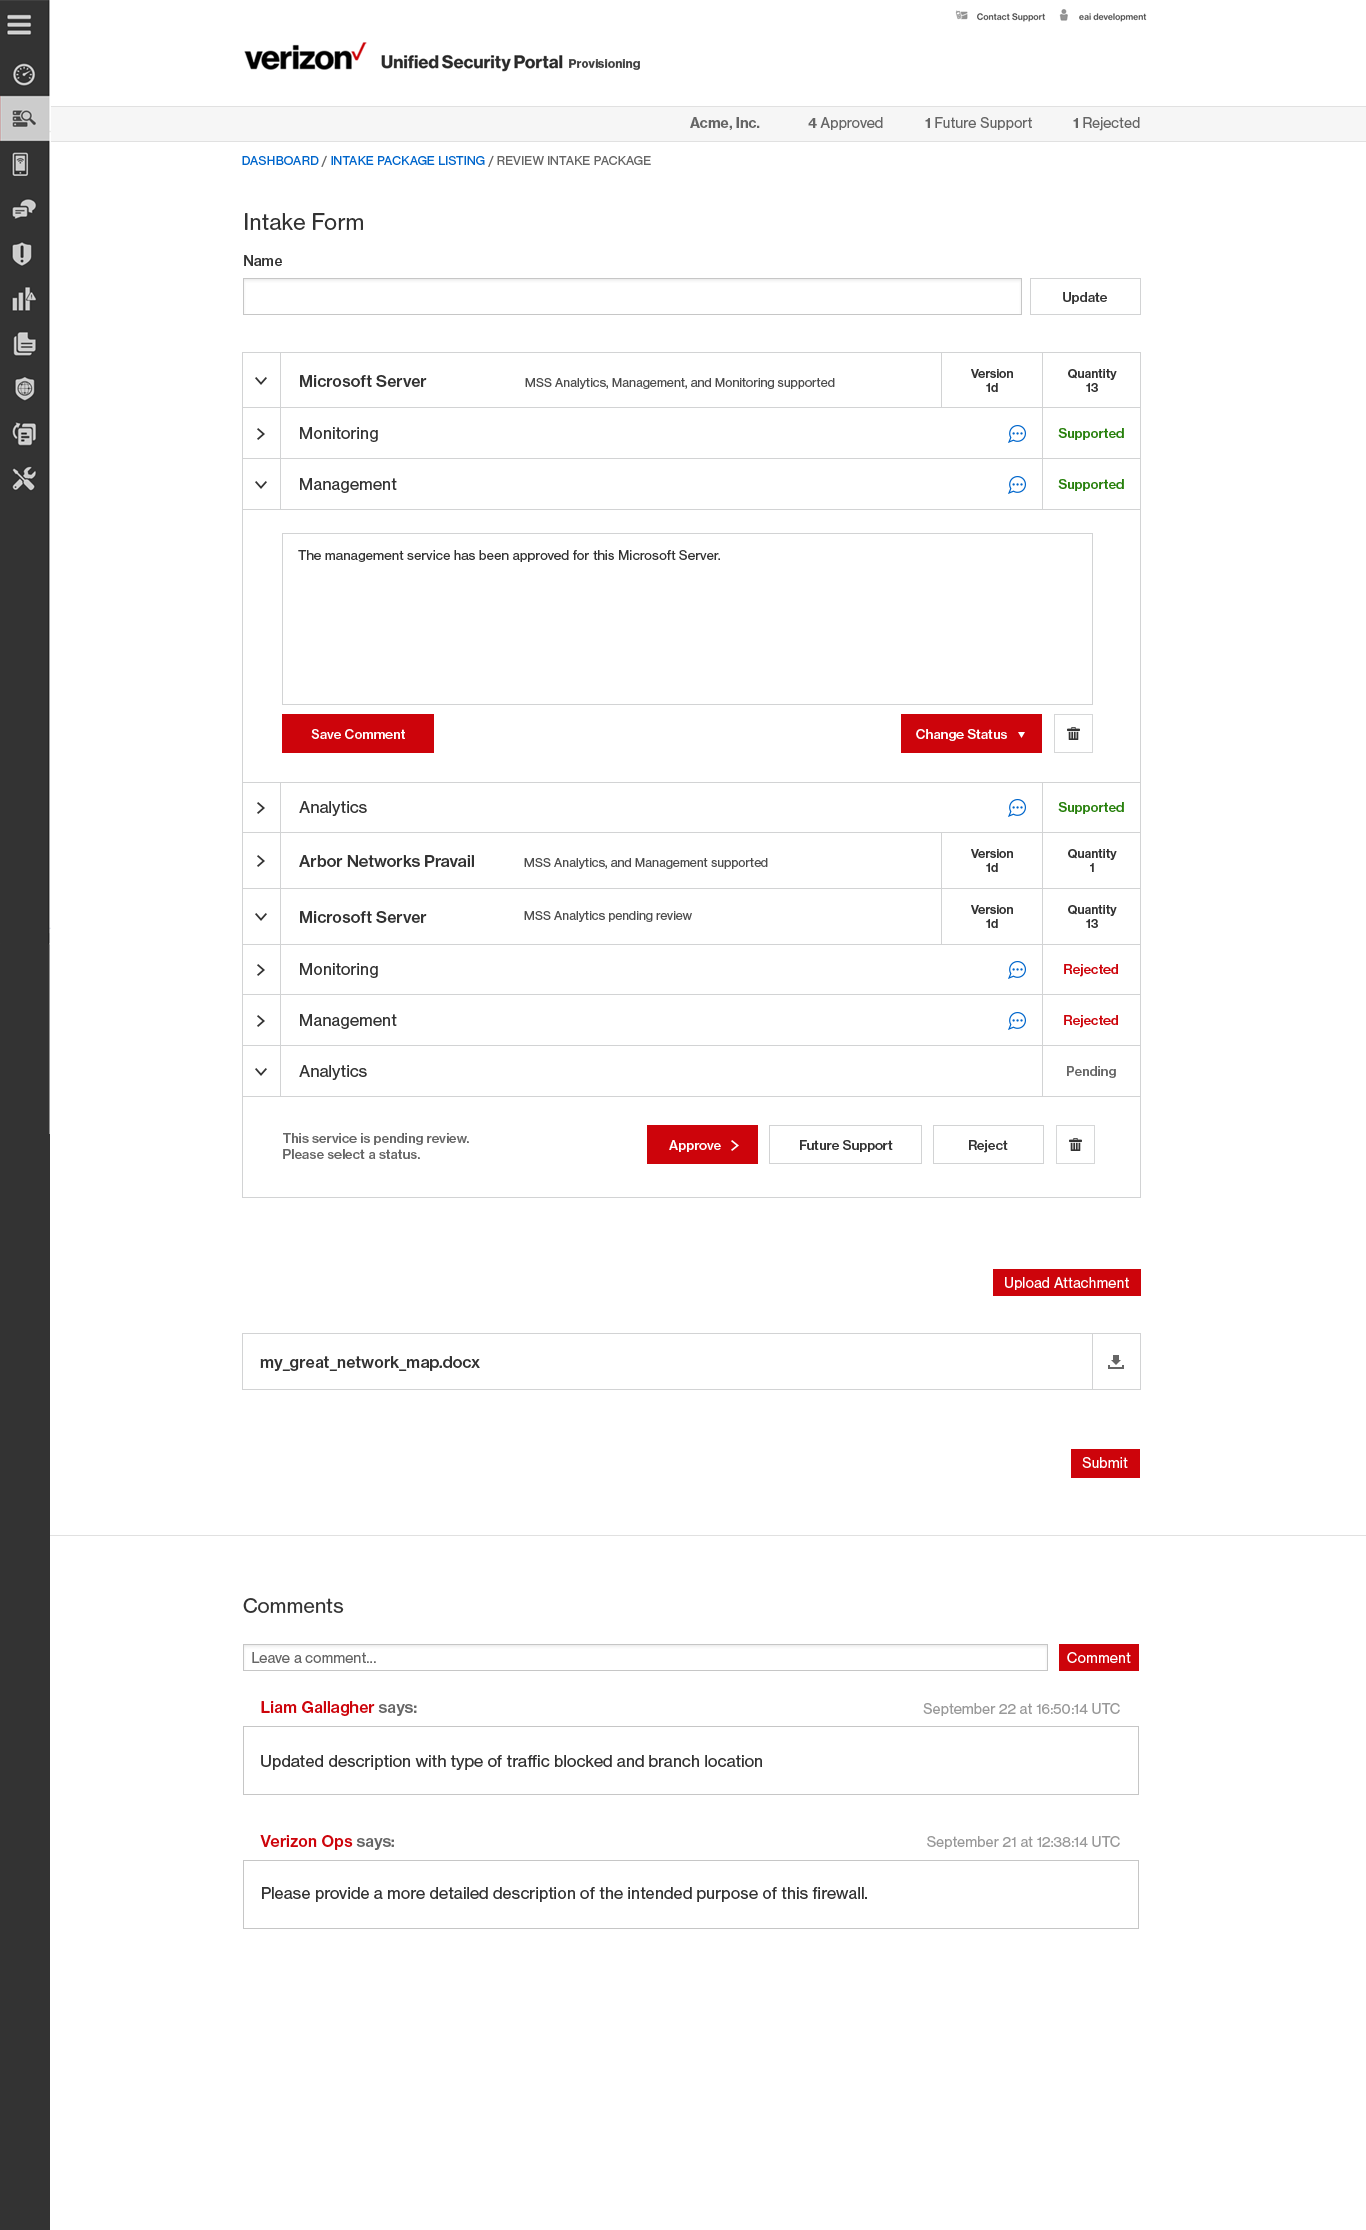 Contact Support eai development
verizon✓ Unified Security Portal Provisioning
Acme, Inc. 4 Approved 1 Future Support 1 Rejected
DASHBOARD / INTAKE PACKAGE LISTING / REVIEW INTAKE PACKAGE
Intake Form
Name
Update
Microsoft Server MSS Analytics, Management, and Monitoring supported Version 1d Quantity 13
Monitoring Supported
Management Supported
The management service has been approved for this Microsoft Server.
Save Comment Change Status
Analytics Supported
Arbor Networks Pravail MSS Analytics, and Management supported Version 1d Quantity 1
Microsoft Server MSS Analytics pending review Version 1d Quantity 13
Monitoring Rejected
Management Rejected
Analytics Pending
This service is pending review.
Please select a status.
Approve Future Support Reject
Upload Attachment
my_great_network_map.docx
Submit
Comments
Leave a comment... Comment
Liam Gallagher says: September 22 at 16:50:14 UTC
Updated description with type of traffic blocked and branch location
Verizon Ops says: September 21 at 12:38:14 UTC
Please provide a more detailed description of the intended purpose of this firewall.